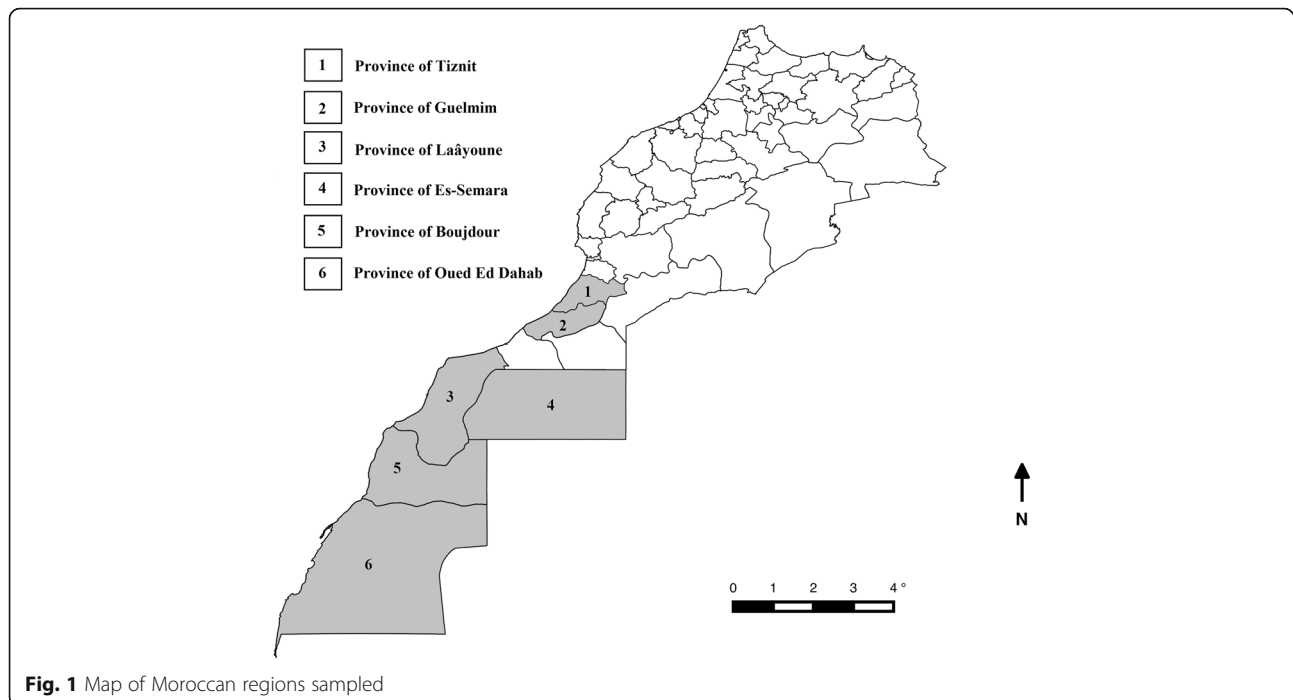 1 Province of Tiznit
2 Province of Guelmim
3 Province of Laâyoune
4 Province of Es-Semara
5 Province of Boujdour
6 Province of Oued Ed Dahab
1
2
3
4
5
6
N
0 1 2 3 4 °
Fig. 1 Map of Moroccan regions sampled